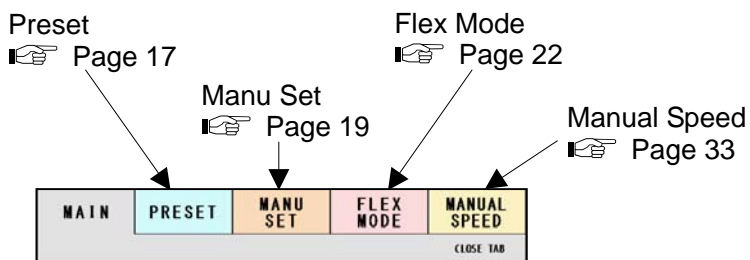 Preset
☞ Page 17
Manu Set
☞ Page 19
Flex Mode
☞ Page 22
Manual Speed
☞ Page 33
MAIN
PRESET
MANU
SET
FLEX
MODE
MANUAL
SPEED
CLOSE TAB